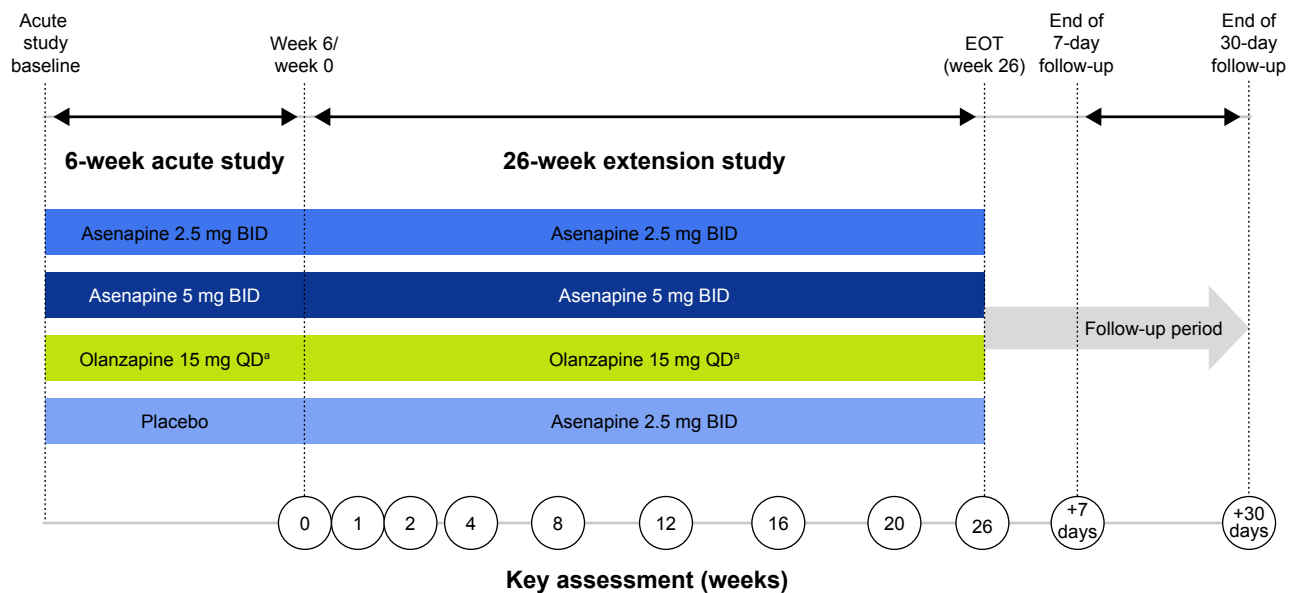 Acute
study
baseline
Week 6/
week 0
EOT
(week 26)
End of
7-day
follow-up
End of
30-day
follow-up
6-week acute study
26-week extension study
Asenapine 2.5 mg BID
Asenapine 2.5 mg BID
Asenapine 5 mg BID
Asenapine 5 mg BID
Olanzapine 15 mg QDᵃ
Olanzapine 15 mg QDᵃ
Placebo
Asenapine 2.5 mg BID
Follow-up period
0
1
2
4
8
12
16
20
26
+7
days
+30
days
Key assessment (weeks)